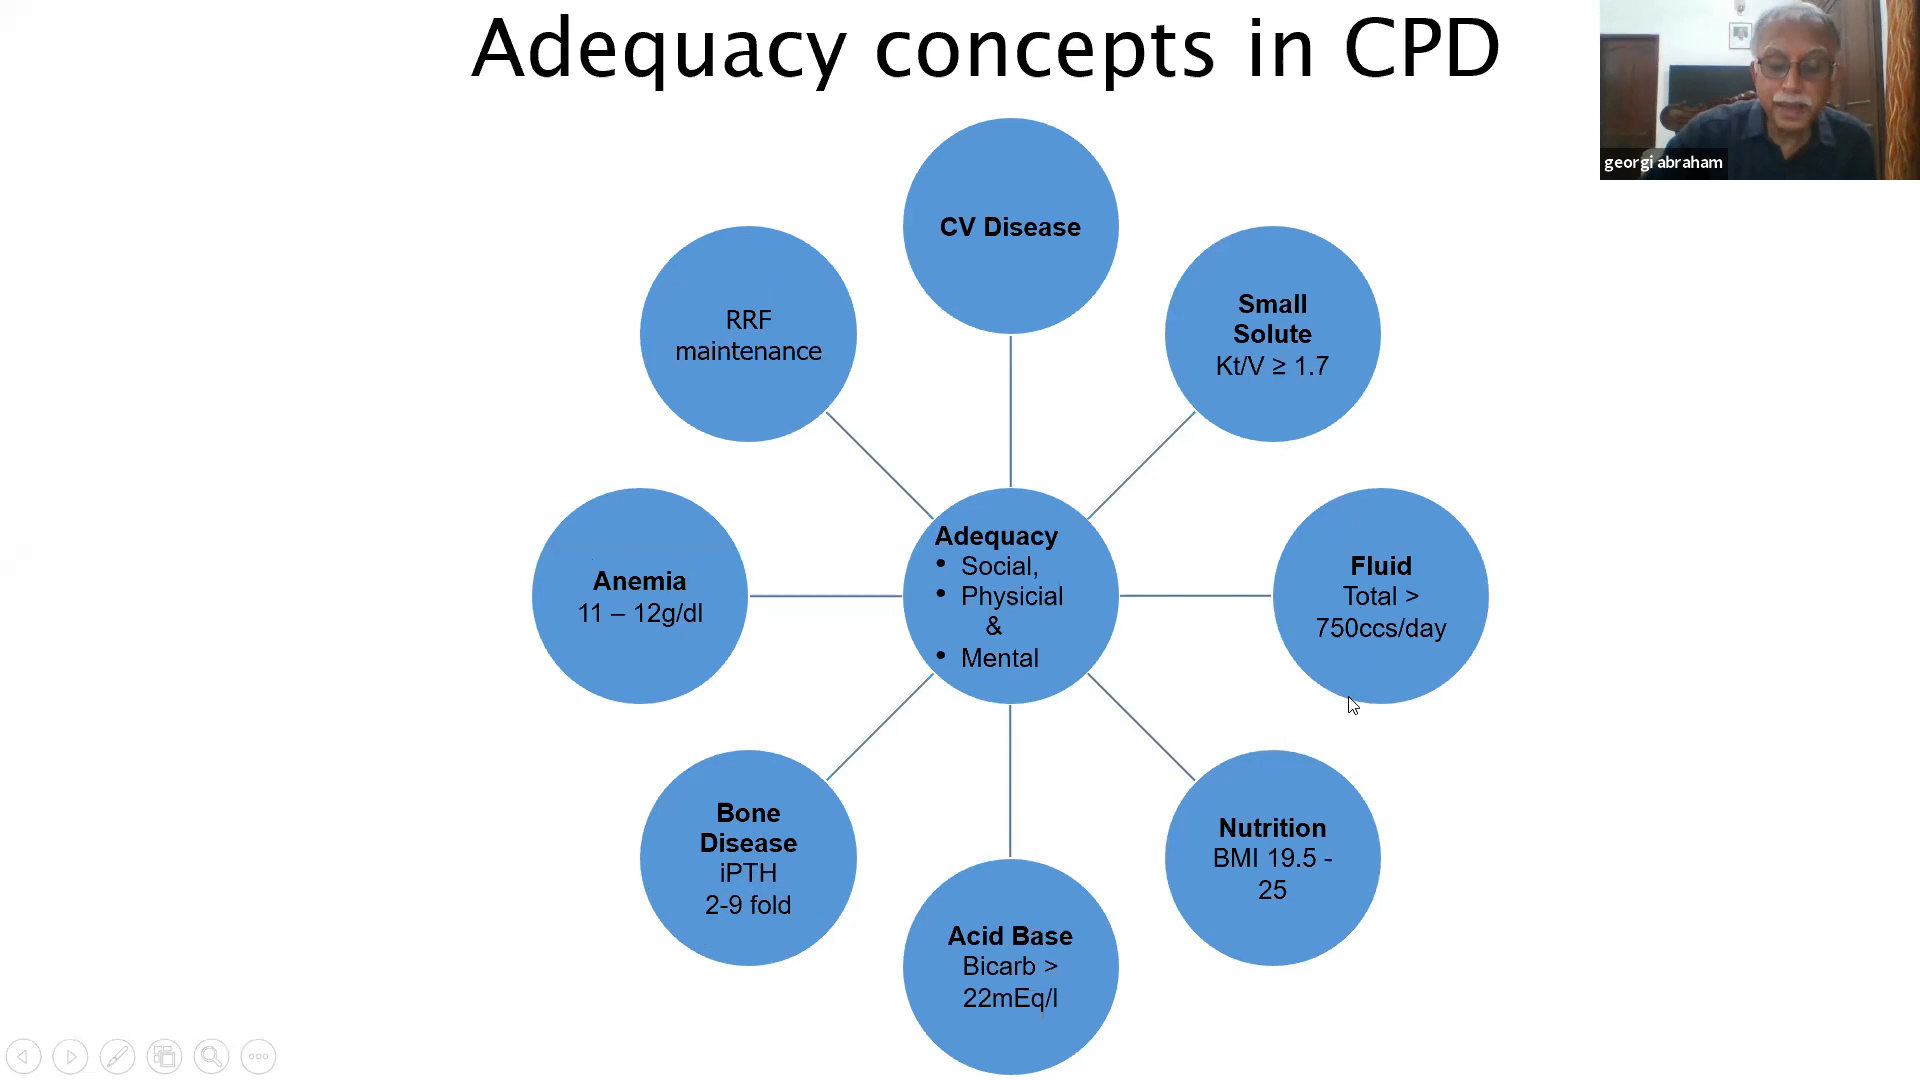 Adequacy concepts in CPD
georgi abraham
CV Disease
Small
Solute
Kt/V ≥ 1.7
Fluid
Total >
750ccs/day
Nutrition
BMI 19.5 -
25
Acid Base
Bicarb >
22mEq/l
Bone
Disease
iPTH
2-9 fold
Anemia
11 – 12g/dl
RRF
maintenance
Adequacy
• Social,
• Physicial
&
• Mental